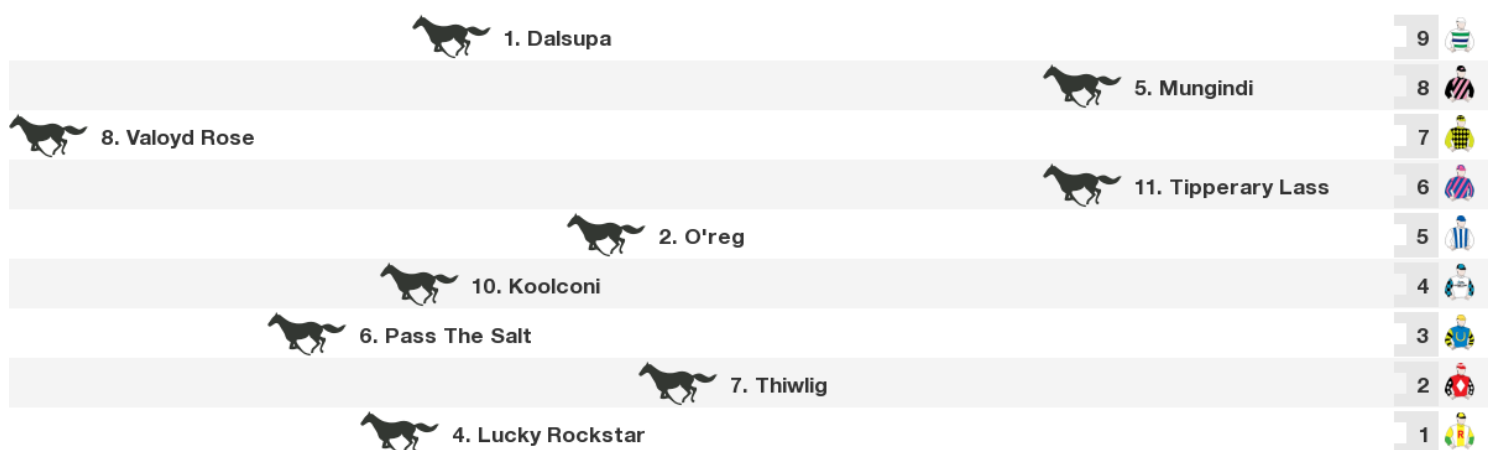 1. Dalsupa 9
5. Mungindi 8
8. Valoyd Rose 7
11. Tipperary Lass 6
2. O'reg 5
10. Koolconi 4
6. Pass The Salt 3
7. Thiwlig 2
4. Lucky Rockstar 1
R